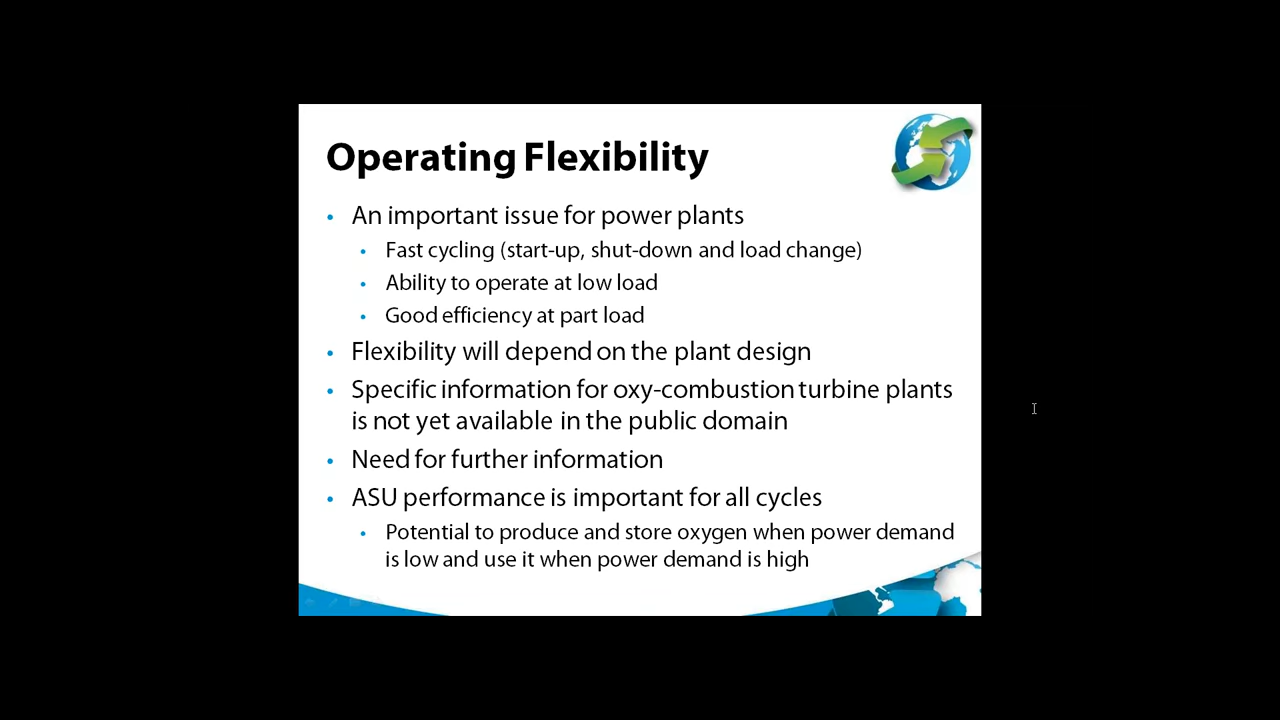 Operating Flexibility
• An important issue for power plants
• Fast cycling (start-up, shut-down and load change)
• Ability to operate at low load
• Good efficiency at part load
• Flexibility will depend on the plant design
• Specific information for oxy-combustion turbine plants
is not yet available in the public domain
• Need for further information
• ASU performance is important for all cycles
• Potential to produce and store oxygen when power demand
is low and use it when power demand is high